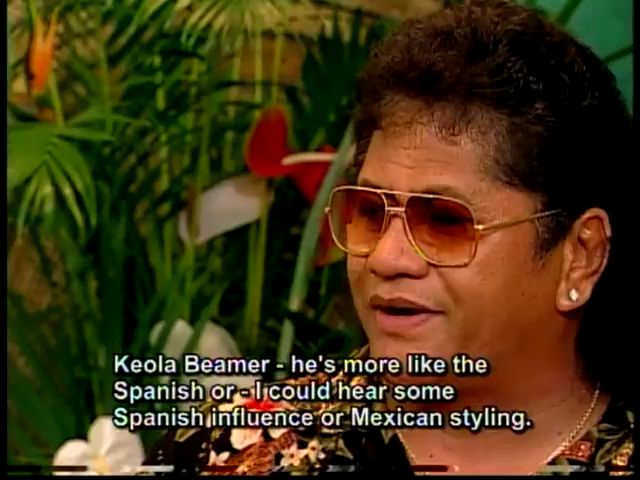 Keola Beamer - he's more like the
Spanish or - I could hear some
Spanish influence or Mexican styling.